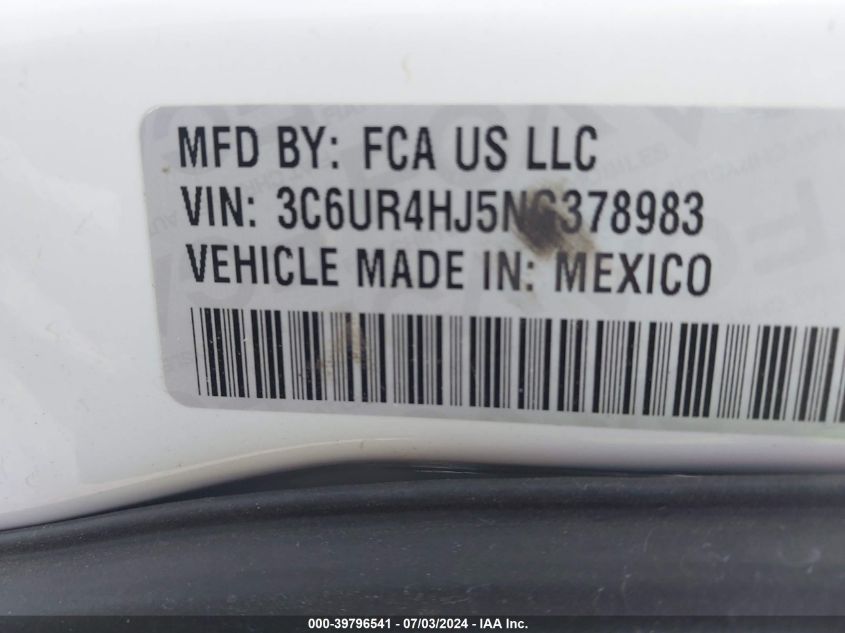 MFD BY: FCA US LLC
VIN: 3C6UR4HJ5NG378983
VEHICLE MADE IN: MEXICO
000-39796541 - 07/03/2024 - IAA Inc.